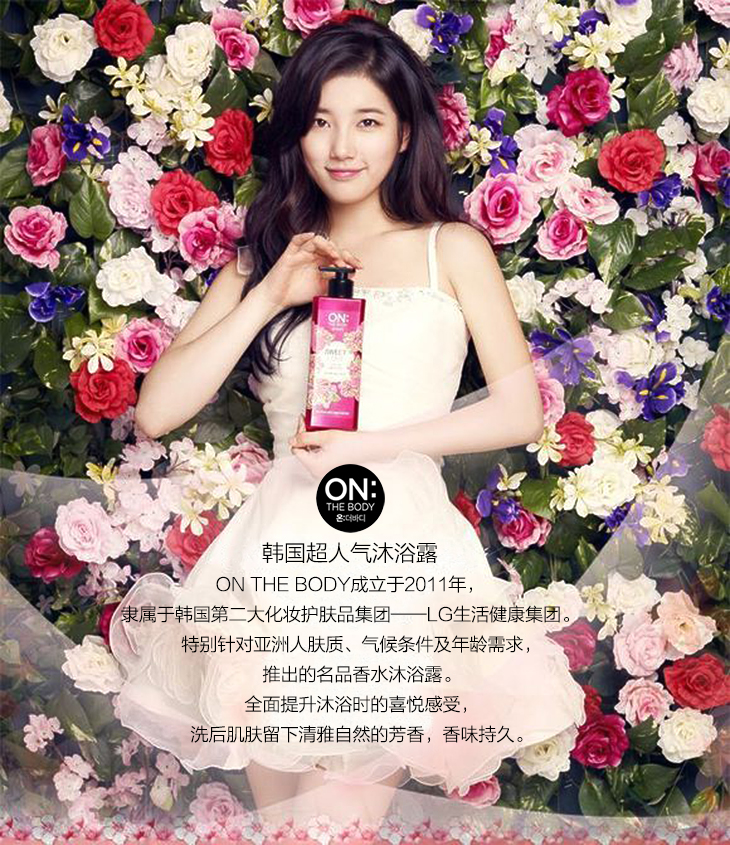 ON:
THE BODY
SWEET
ON:
THE BODY
온:더바디
韩国超人气沐浴露
ON THE BODY成立于2011年，
隶属于韩国第二大化妆护肤品集团——LG生活健康集团。
特别针对亚洲人肤质、气候条件及年龄需求，
推出的名品香水沐浴露。
全面提升沐浴时的喜悦感受，
洗后肌肤留下清雅自然的芳香，香味持久。